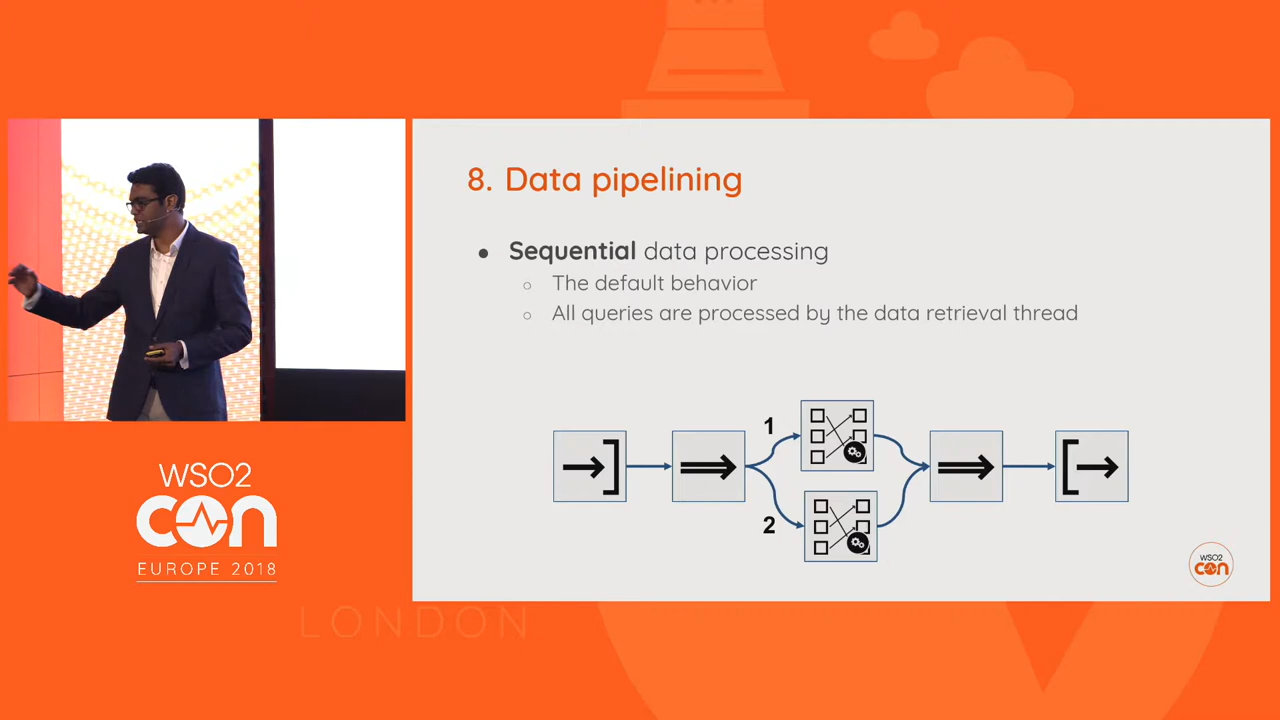 8. Data pipelining
● Sequential data processing
○ The default behavior
○ All queries are processed by the data retrieval thread
1
2
WSO2
CON
EUROPE 2018
LONDON
WSO2
CON